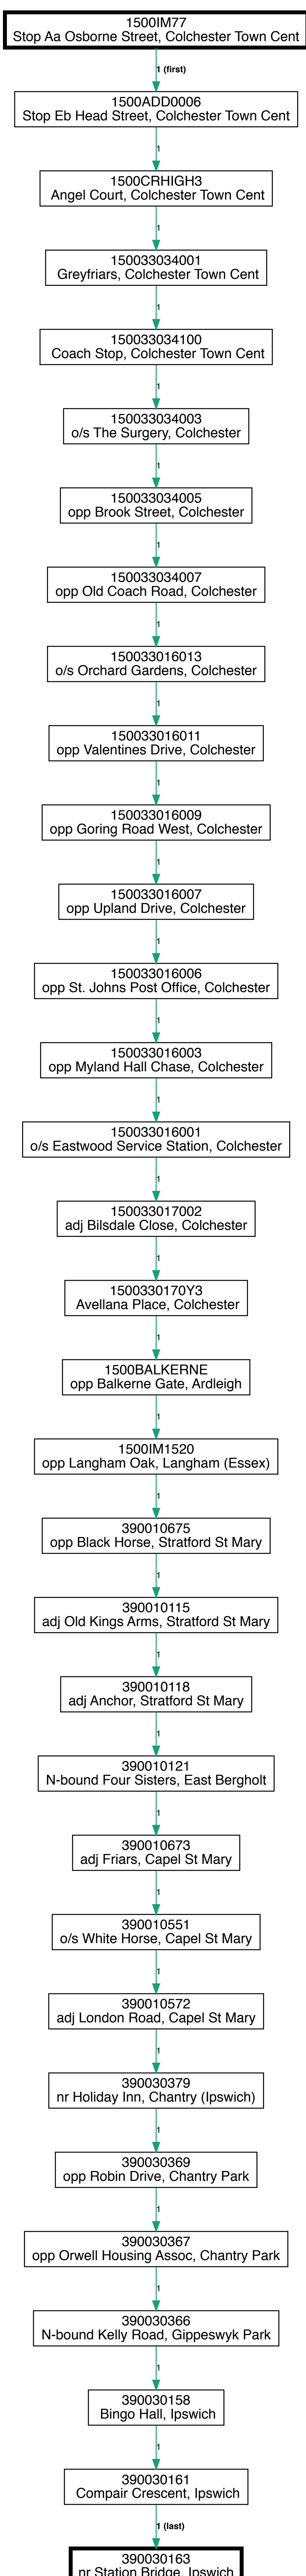 1500IM77
Stop Aa Osborne Street, Colchester Town Cent
1 (first)
1500ADD0006
Stop Eb Head Street, Colchester Town Cent
1
1500CRHIGH3
Angel Court, Colchester Town Cent
1
150033034001
Greyfriars, Colchester Town Cent
1
150033034100
Coach Stop, Colchester Town Cent
1
150033034003
o/s The Surgery, Colchester
1
150033034005
opp Brook Street, Colchester
1
150033034007
opp Old Coach Road, Colchester
1
150033016013
o/s Orchard Gardens, Colchester
1
150033016011
opp Valentines Drive, Colchester
1
150033016009
opp Goring Road West, Colchester
1
150033016007
opp Upland Drive, Colchester
1
150033016006
opp St. Johns Post Office, Colchester
1
150033016003
opp Myland Hall Chase, Colchester
1
150033016001
o/s Eastwood Service Station, Colchester
1
150033017002
adj Bilsdale Close, Colchester
1
1500330170Y3
Avellana Place, Colchester
1
1500BALKERNE
opp Balkerne Gate, Ardleigh
1
1500IM1520
opp Langham Oak, Langham (Essex)
1
390010675
opp Black Horse, Stratford St Mary
1
390010115
adj Old Kings Arms, Stratford St Mary
1
390010118
adj Anchor, Stratford St Mary
1
390010121
N-bound Four Sisters, East Bergholt
1
390010673
adj Friars, Capel St Mary
1
390010551
o/s White Horse, Capel St Mary
1
390010572
adj London Road, Capel St Mary
1
390030379
nr Holiday Inn, Chantry (Ipswich)
1
390030369
opp Robin Drive, Chantry Park
1
390030367
opp Orwell Housing Assoc, Chantry Park
1
390030366
N-bound Kelly Road, Gippeswyk Park
1
390030158
Bingo Hall, Ipswich
1
390030161
Compair Crescent, Ipswich
1 (last)
390030163
nr Station Bridge, Ipswich